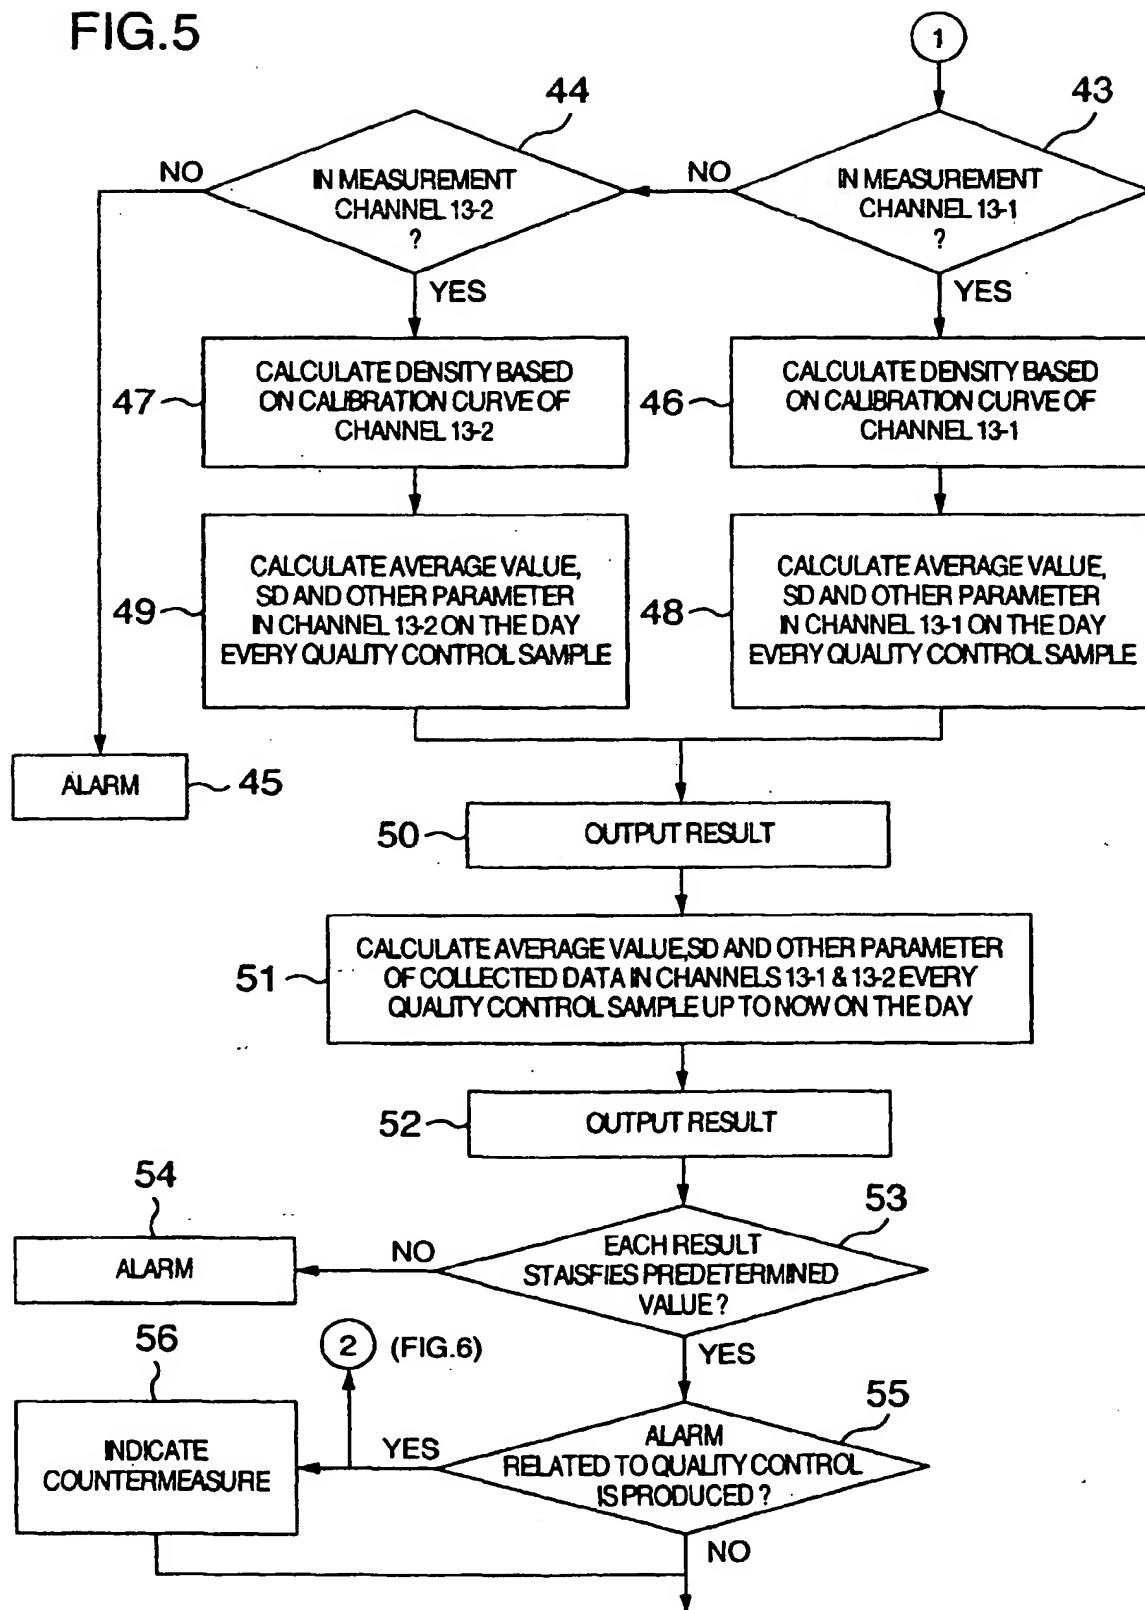 FIG.5
1
44
43
NO
IN MEASUREMENT
CHANNEL 13-2
?
NO
IN MEASUREMENT
CHANNEL 13-1
?
YES
YES
47
CALCULATE DENSITY BASED
ON CALIBRATION CURVE OF
CHANNEL 13-2
46
CALCULATE DENSITY BASED
ON CALIBRATION CURVE OF
CHANNEL 13-1
49
CALCULATE AVERAGE VALUE,
SD AND OTHER PARAMETER
IN CHANNEL 13-2 ON THE DAY
EVERY QUALITY CONTROL SAMPLE
48
CALCULATE AVERAGE VALUE,
SD AND OTHER PARAMETER
IN CHANNEL 13-1 ON THE DAY
EVERY QUALITY CONTROL SAMPLE
ALARM
45
50
OUTPUT RESULT
51
CALCULATE AVERAGE VALUE,SD AND OTHER PARAMETER
OF COLLECTED DATA IN CHANNELS 13-1 & 13-2 EVERY
QUALITY CONTROL SAMPLE UP TO NOW ON THE DAY
52
OUTPUT RESULT
54
53
ALARM
NO
EACH RESULT
STAISFIES PREDETERMINED
VALUE ?
56
2 (FIG.6)
YES
55
INDICATE
COUNTERMEASURE
YES
ALARM
RELATED TO QUALITY CONTROL
IS PRODUCED ?
NO